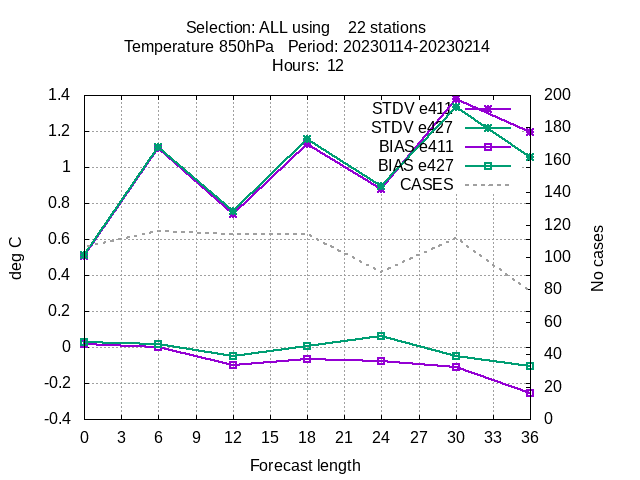 Selection: ALL using 22 stations
Temperature 850hPa Period: 20230114-20230214
Hours: 12
STDV e411
STDV e427
BIAS e411
BIAS e427
CASES
1.4
1.2
1
0.8
0.6
0.4
0.2
0
-0.2
-0.4
deg C
200
180
160
140
120
100
80
60
40
20
0
No cases
0 3 6 9 12 15 18 21 24 27 30 33 36
Forecast length